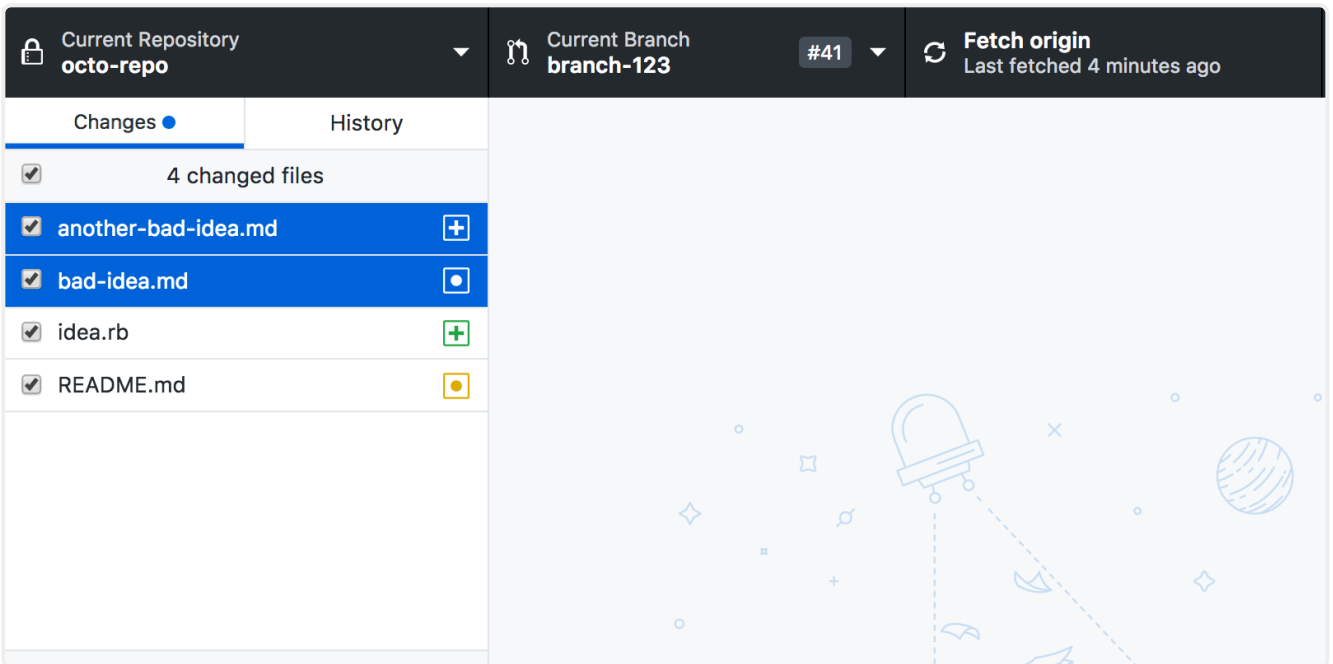 Current Repository
octo-repo
Current Branch
branch-123
#41
Fetch origin
Last fetched 4 minutes ago
Changes
History
4 changed files
another-bad-idea.md
bad-idea.md
idea.rb
README.md